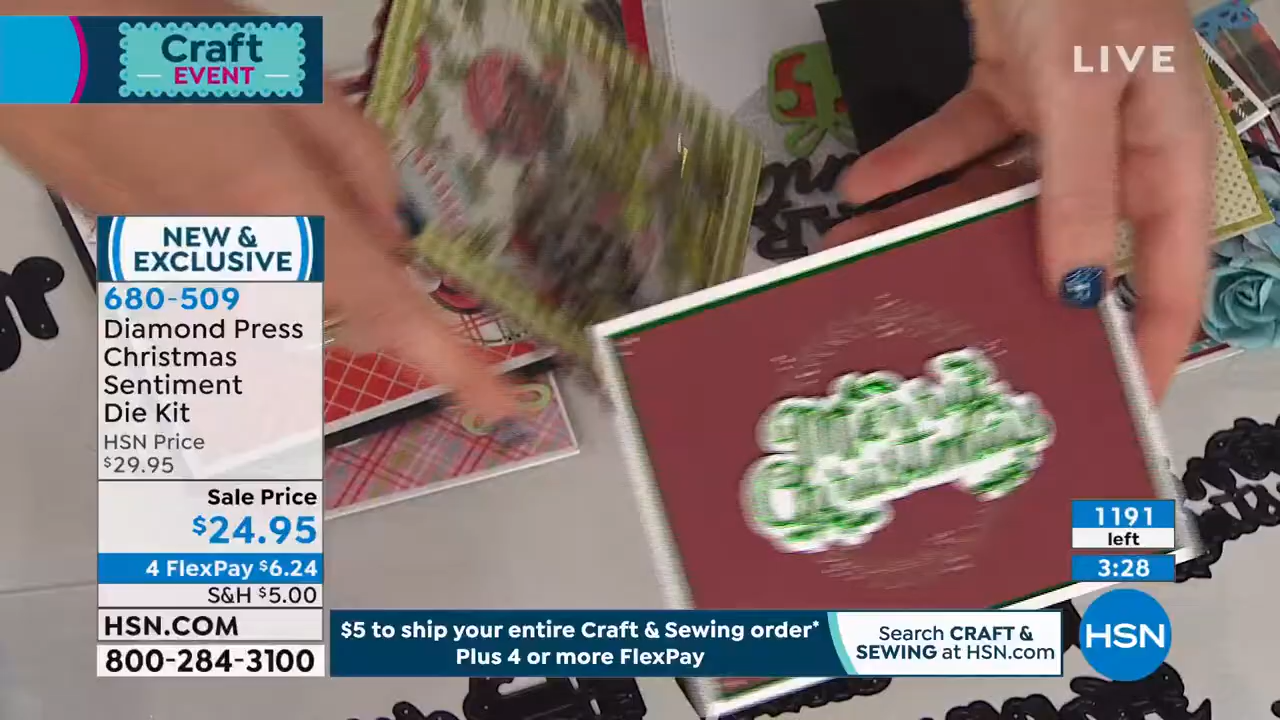 Craft
EVENT
LIVE
NEW &
EXCLUSIVE
680-509
Diamond Press
Christmas
Sentiment
Die Kit
HSN Price
$29.95
Sale Price
$24.95
4 FlexPay $6.24
S&H $5.00
HSN.COM
800-284-3100
Merry
Christmas
1191
left
3:28
$5 to ship your entire Craft & Sewing order*
Plus 4 or more FlexPay
Search CRAFT &
SEWING at HSN.com
HSN